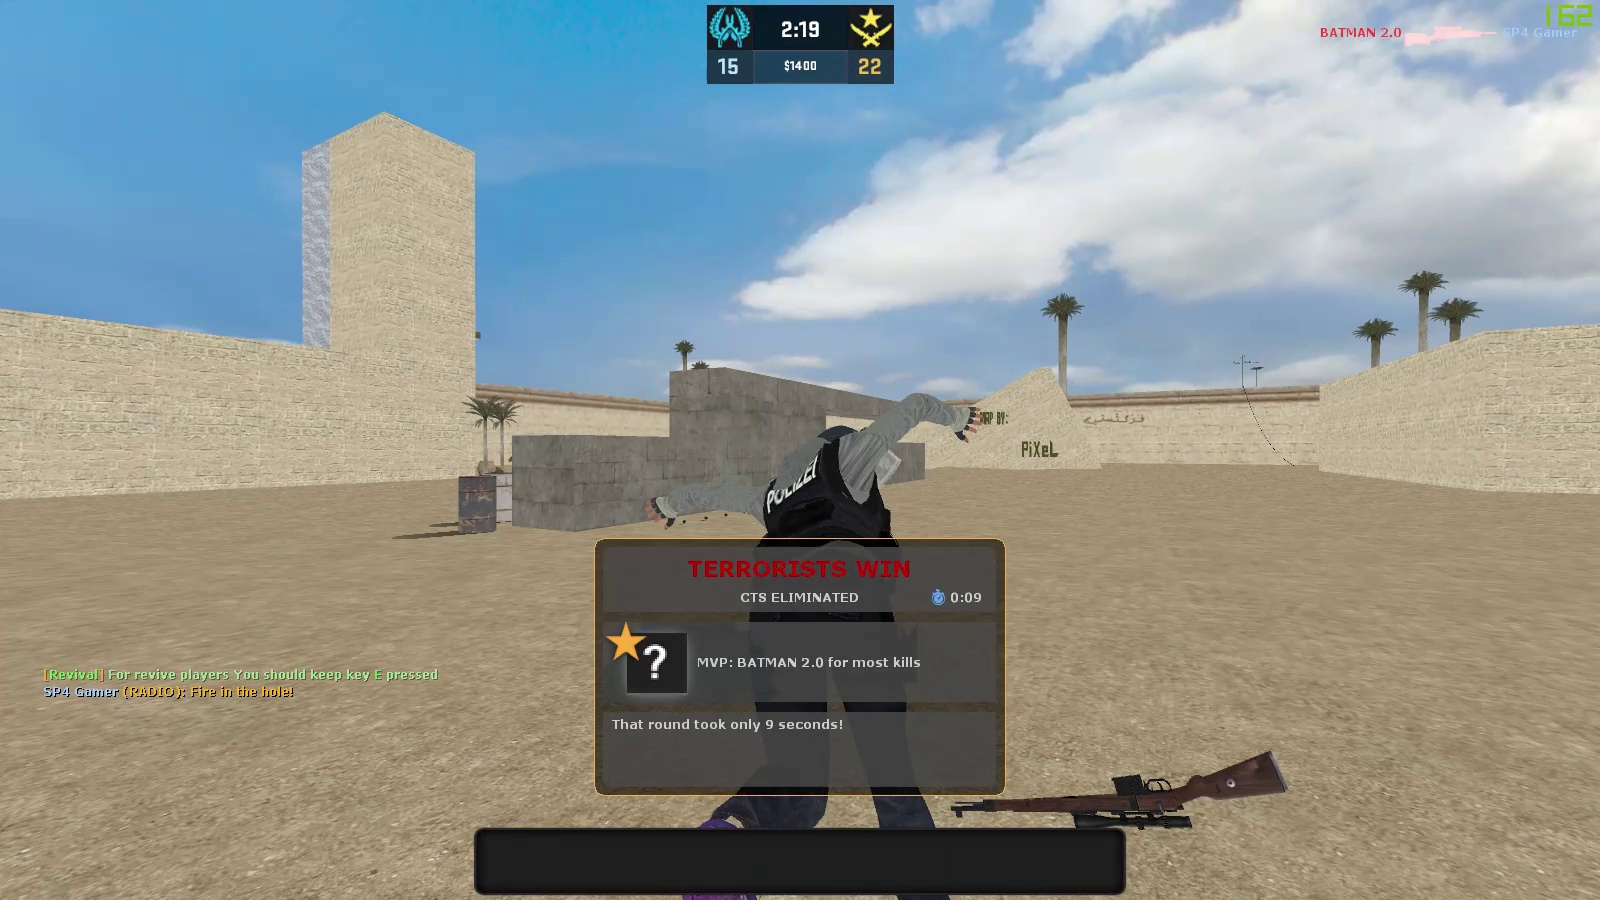 162
BATMAN 2.0 SP4 Gamer
2:19
15 $1400 22
MAP BY:
PiXeL
POLIZEI
TERRORISTS WIN
CTS ELIMINATED 0:09
?
MVP: BATMAN 2.0 for most kills
That round took only 9 seconds!
[Revival] For revive players You should keep key E pressed
SP4 Gamer (RADIO): Fire in the hole!